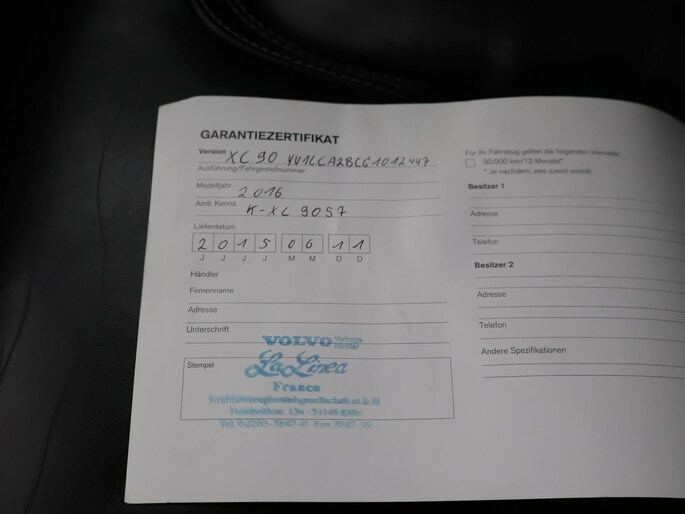 GARANTIEZERTIFIKAT
Version XC 90 YV1LCA2BCG1012447
Ausführung/Fahrgestellnummer
Modelljahr 2016
Amtl. Kennz. K-XL 9057
Lieferdatum
2 0 1 5 0 6 1 1
J J J J M M D D
Händler
Firmenname
Adresse
Unterschrift
Stempel
VOLVO Vertrags-
händler
La Linea
Franca
Für Ihr Fahrzeug gelten die folgenden Intervalle:
30.000 km/12 Monate*
* Je nachdem, was zuerst eintritt.
Besitzer 1
Adresse
Telefon
Besitzer 2
Adresse
Telefon
Andere Spezifikationen